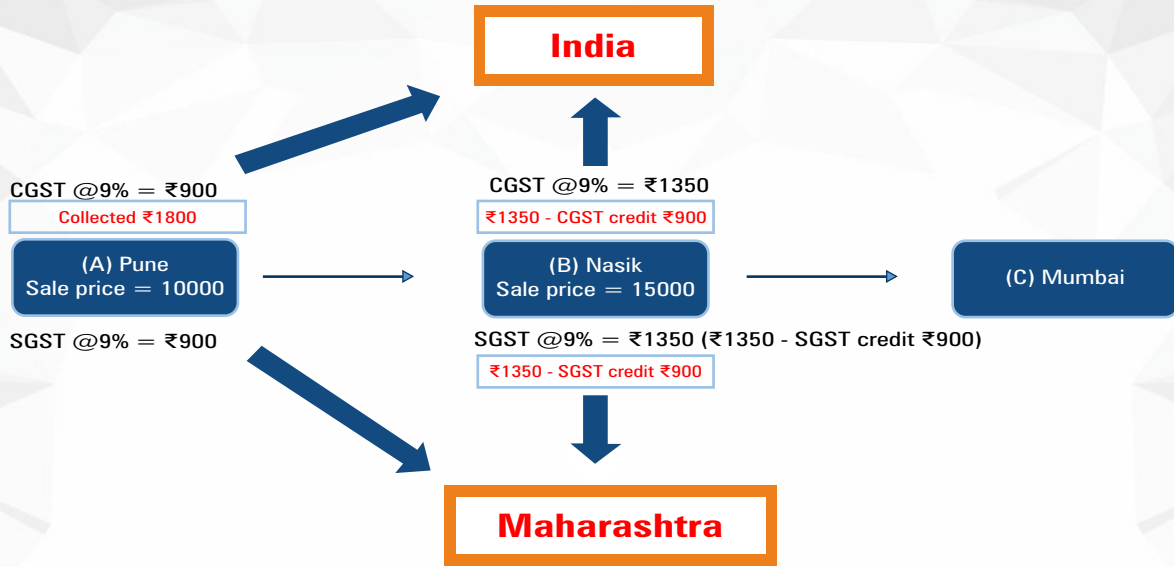 India
CGST @9% = ₹900
Collected ₹1800
(A) Pune
Sale price = 10000
SGST @9% = ₹900
CGST @9% = ₹1350
₹1350 - CGST credit ₹900
(B) Nasik
Sale price = 15000
SGST @9% = ₹1350 (₹1350 - SGST credit ₹900)
₹1350 - SGST credit ₹900
(C) Mumbai
Maharashtra